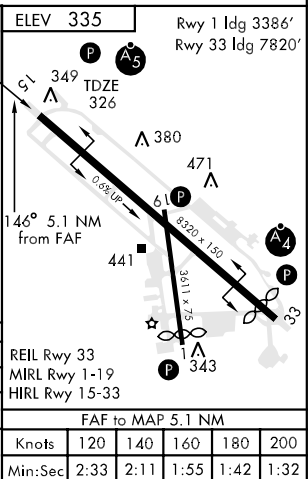 ELEV 335
Rwy 1 ldg 3386'
Rwy 33 ldg 7820'
P
A5
15
349
TDZE
326
380
0.6% UP
471
P
19
146° 5.1 NM
from FAF
8320 x 150
A4
P
441
3611 x 75
33
1
343
P
REIL Rwy 33
MIRL Rwy 1-19
HIRL Rwy 15-33
FAF to MAP 5.1 NM
Knots 120 140 160 180 200
Min:Sec 2:33 2:11 1:55 1:42 1:32